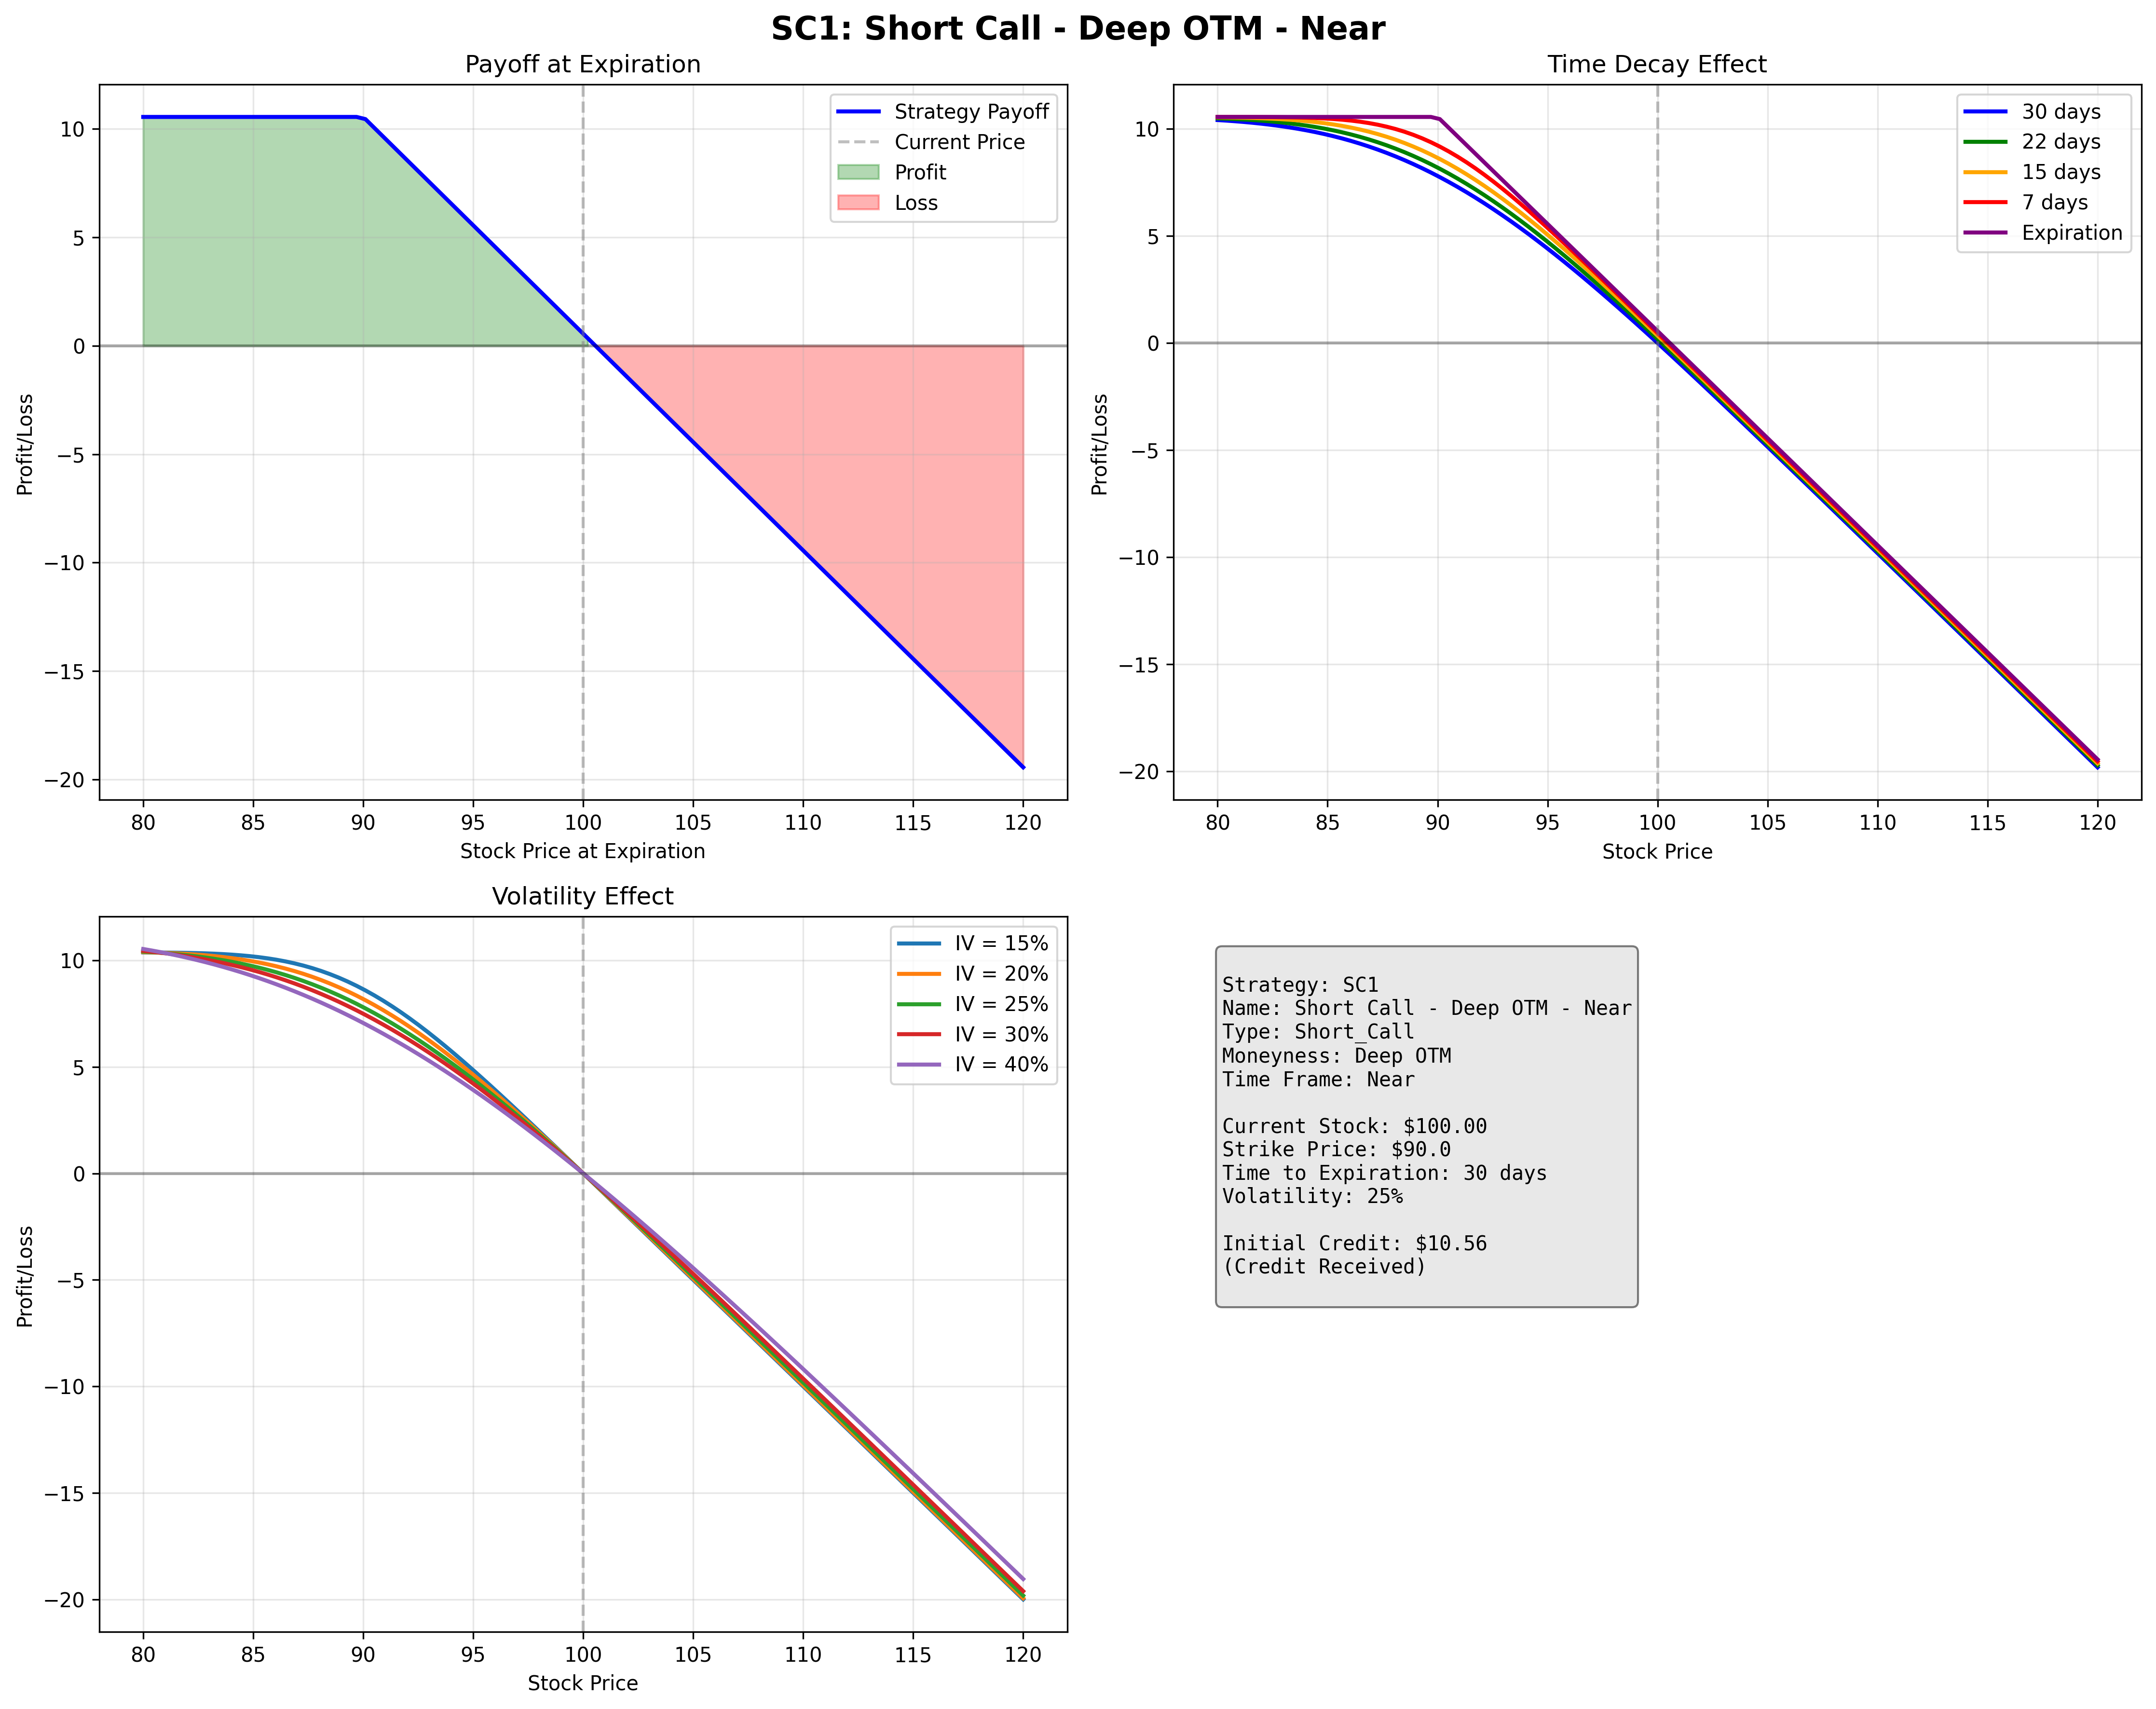 SC1: Short Call - Deep OTM - Near
Payoff at Expiration
Profit/Loss
10
5
0
−5
−10
−15
−20
80 85 90 95 100 105 110 115 120
Stock Price at Expiration
Strategy Payoff
Current Price
Profit
Loss
Time Decay Effect
Profit/Loss
10
5
0
−5
−10
−15
−20
80 85 90 95 100 105 110 115 120
Stock Price
30 days
22 days
15 days
7 days
Expiration
Volatility Effect
Profit/Loss
10
5
0
−5
−10
−15
−20
80 85 90 95 100 105 110 115 120
Stock Price
IV = 15%
IV = 20%
IV = 25%
IV = 30%
IV = 40%
Strategy: SC1
Name: Short Call - Deep OTM - Near
Type: Short_Call
Moneyness: Deep OTM
Time Frame: Near
Current Stock: $100.00
Strike Price: $90.0
Time to Expiration: 30 days
Volatility: 25%
Initial Credit: $10.56
(Credit Received)